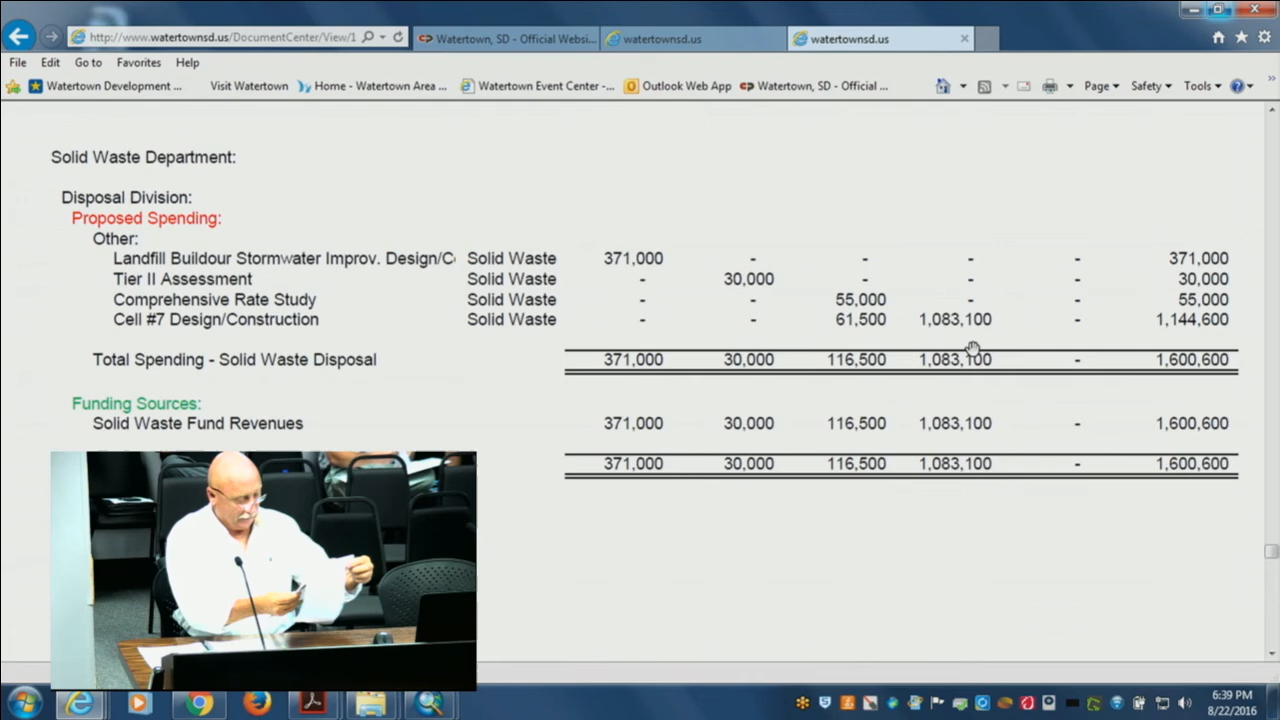 http://www.watertownsd.us/DocumentCenter/View/1
Watertown, SD - Official Websi...
watertownsd.us
watertownsd.us
File Edit Go to Favorites Help
Watertown Development ... Visit Watertown Home - Watertown Area ... Watertown Event Center -... Outlook Web App Watertown, SD - Official ... Page Safety Tools
Solid Waste Department:
Disposal Division:
Proposed Spending:
Other:
Landfill Buildour Stormwater Improv. Design/C Solid Waste 371,000 - - - - 371,000
Tier II Assessment Solid Waste - 30,000 - - - 30,000
Comprehensive Rate Study Solid Waste - - 55,000 - - 55,000
Cell #7 Design/Construction Solid Waste - - 61,500 1,083,100 - 1,144,600
Total Spending - Solid Waste Disposal 371,000 30,000 116,500 1,083,100 - 1,600,600
Funding Sources:
Solid Waste Fund Revenues 371,000 30,000 116,500 1,083,100 - 1,600,600
371,000 30,000 116,500 1,083,100 - 1,600,600
6:39 PM
8/22/2016